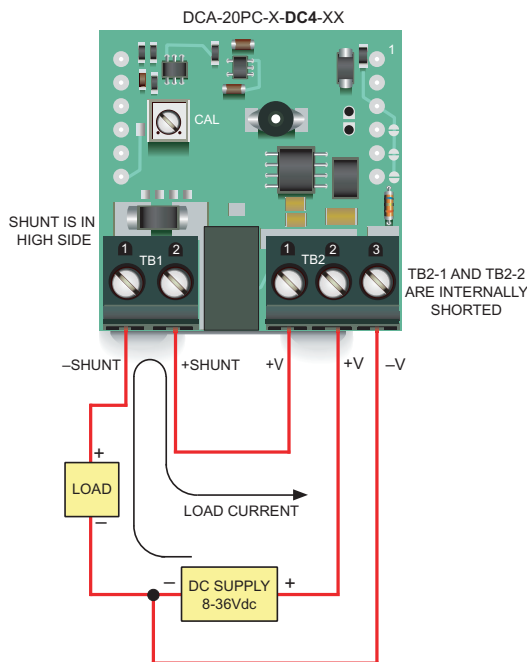 DCA-20PC-X-DC4-XX
1
CAL
SHUNT IS IN
HIGH SIDE
1 2
TB1
1 2 3
TB2
TB2-1 AND TB2-2
ARE INTERNALLY
SHORTED
–SHUNT
+SHUNT
+V
+V
–V
+
LOAD
–
LOAD CURRENT
–
DC SUPPLY
8-36Vdc
+